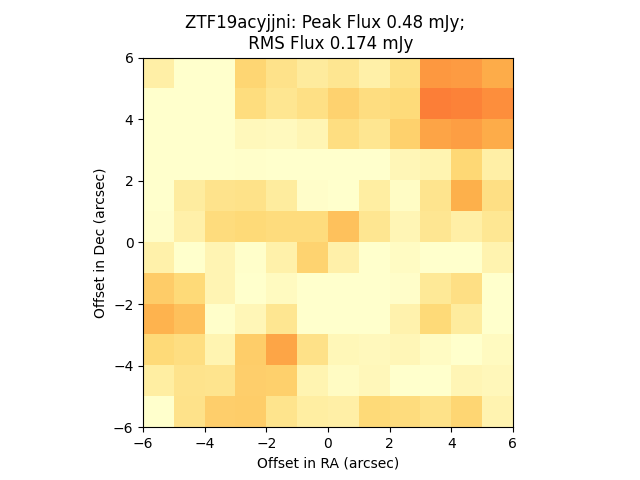 ZTF19acyjjni: Peak Flux 0.48 mJy;
RMS Flux 0.174 mJy
6
4
2
0
−2
−4
−6
Offset in Dec (arcsec)
−6 −4 −2 0 2 4 6
Offset in RA (arcsec)